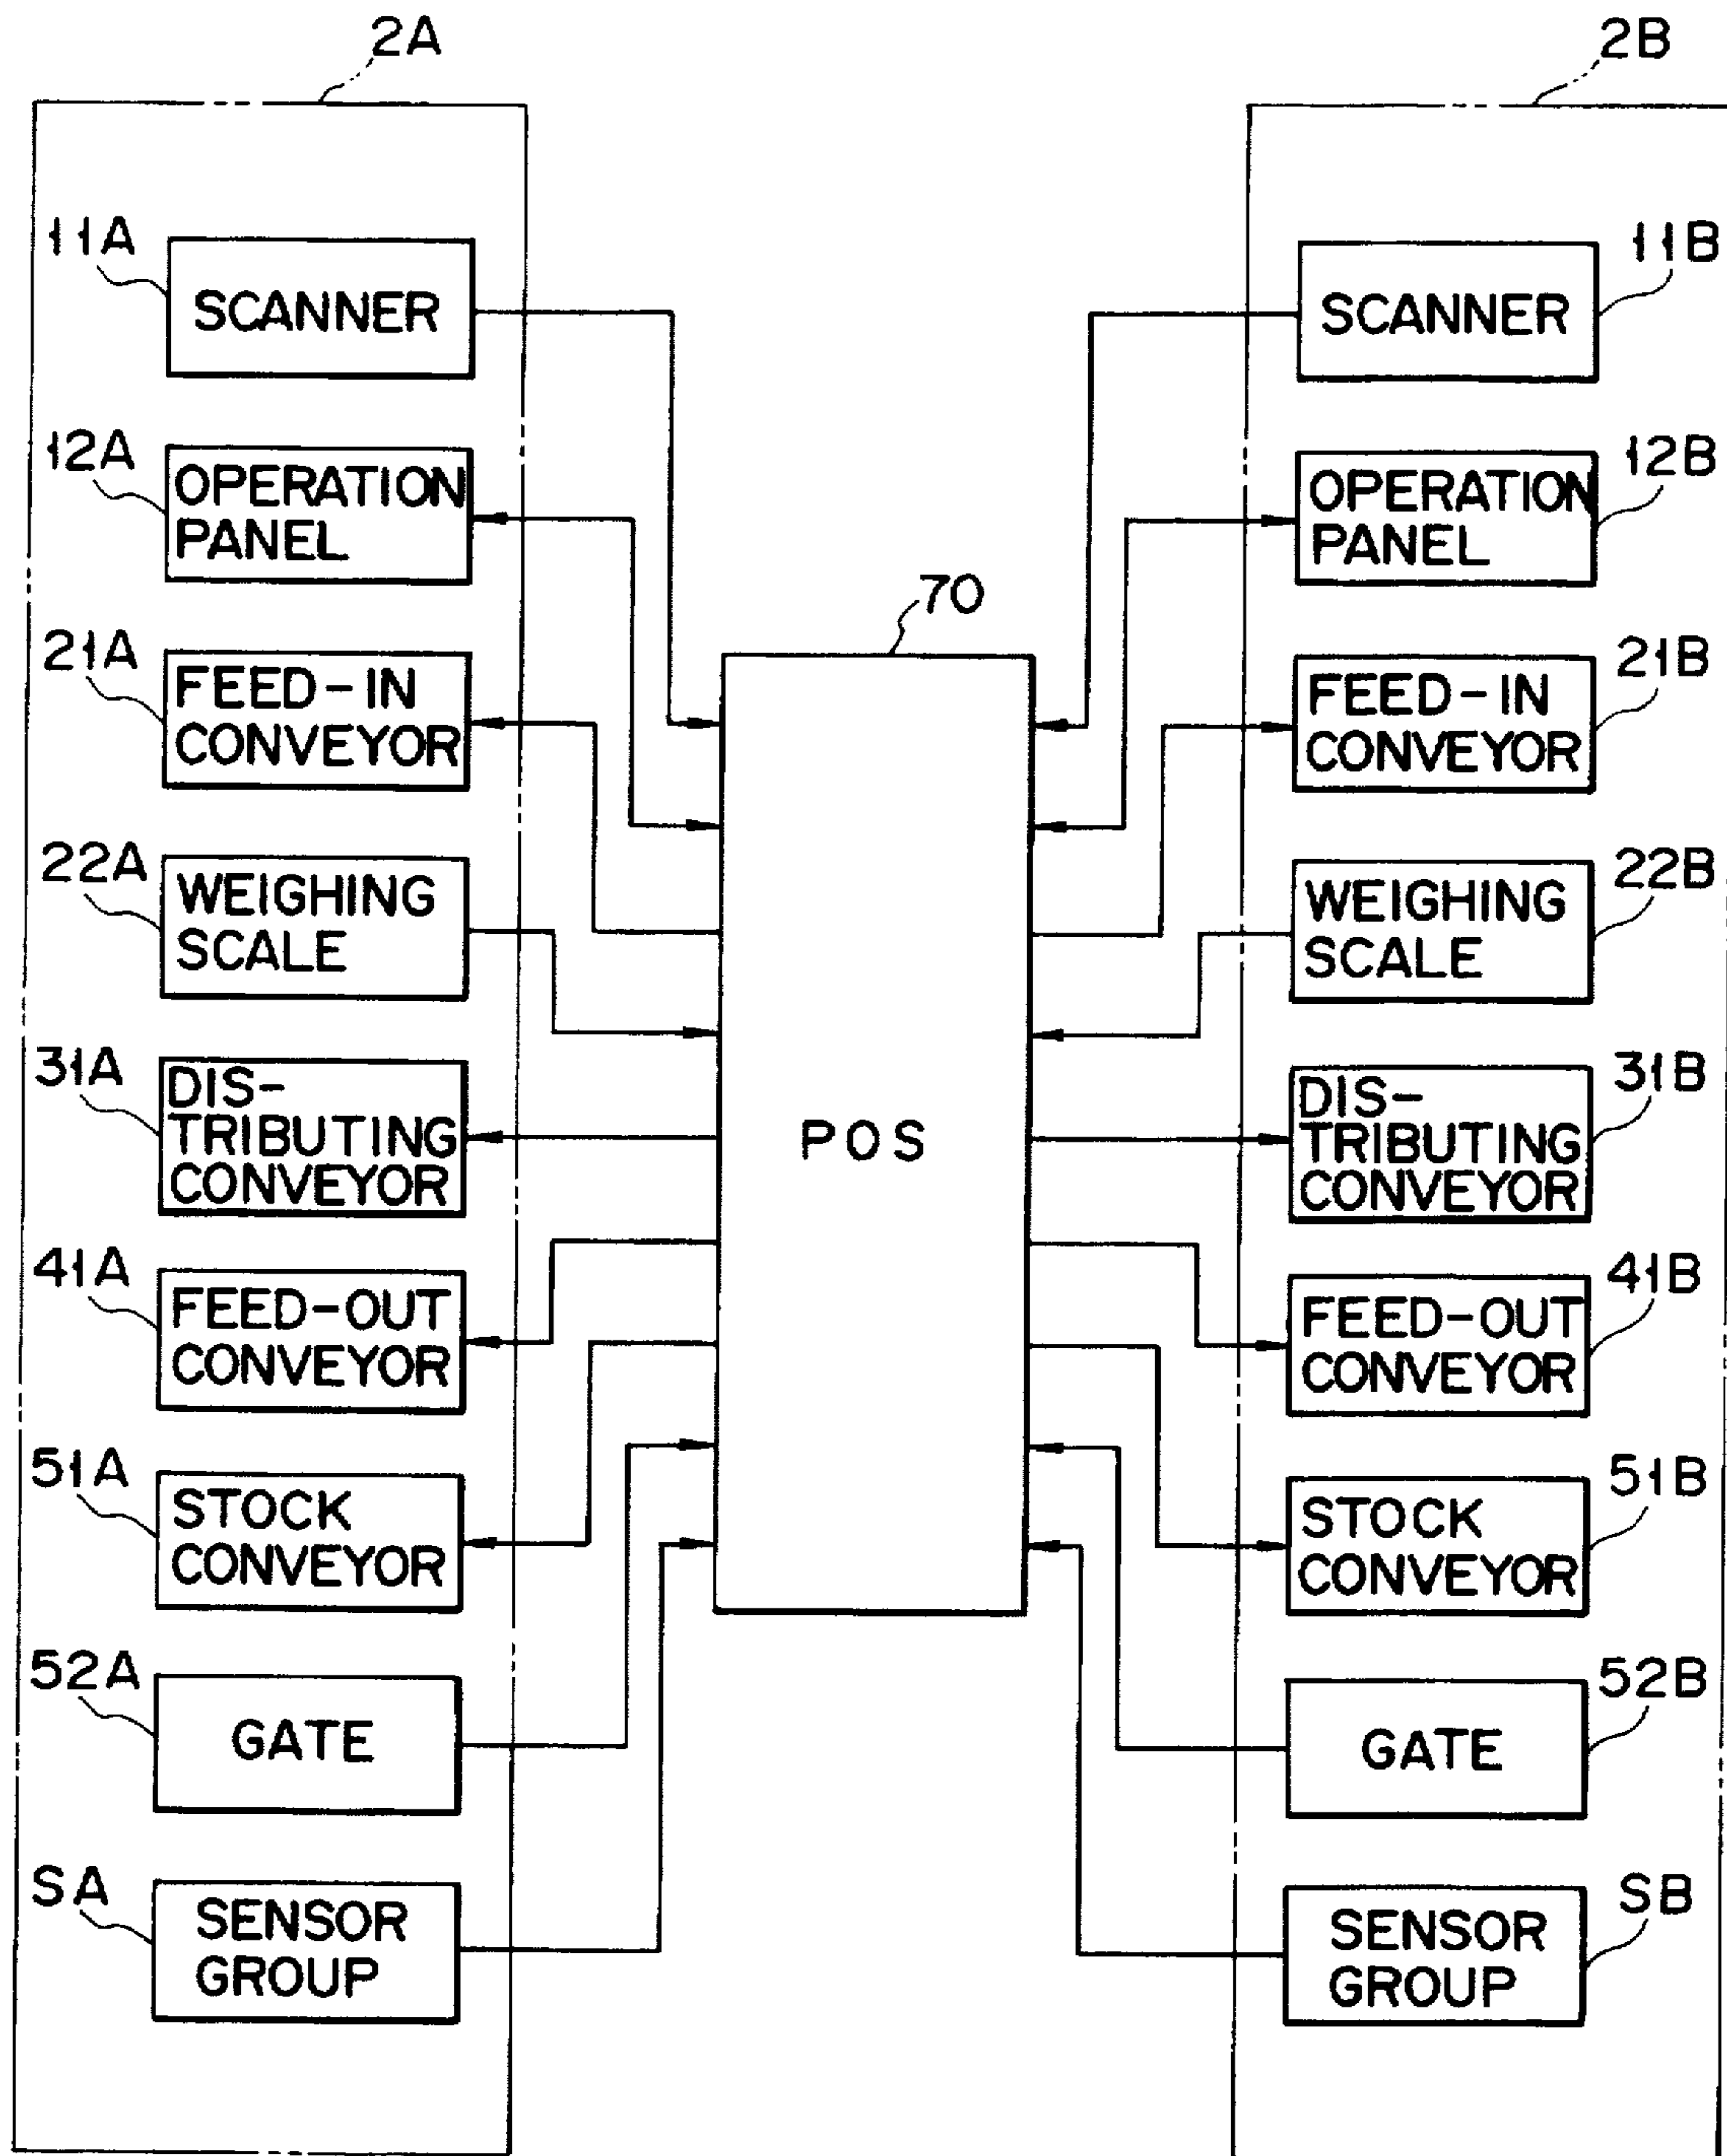 2A
2B
11A
SCANNER
SCANNER
11B
12A
OPERATION
PANEL
OPERATION
PANEL
12B
70
21A
FEED-IN
CONVEYOR
FEED-IN
CONVEYOR
21B
22A
WEIGHING
SCALE
WEIGHING
SCALE
22B
31A
DIS-
TRIBUTING
CONVEYOR
POS
DIS-
TRIBUTING
CONVEYOR
31B
41A
FEED-OUT
CONVEYOR
FEED-OUT
CONVEYOR
41B
51A
STOCK
CONVEYOR
STOCK
CONVEYOR
51B
52A
GATE
GATE
52B
SA
SENSOR
GROUP
SENSOR
GROUP
SB